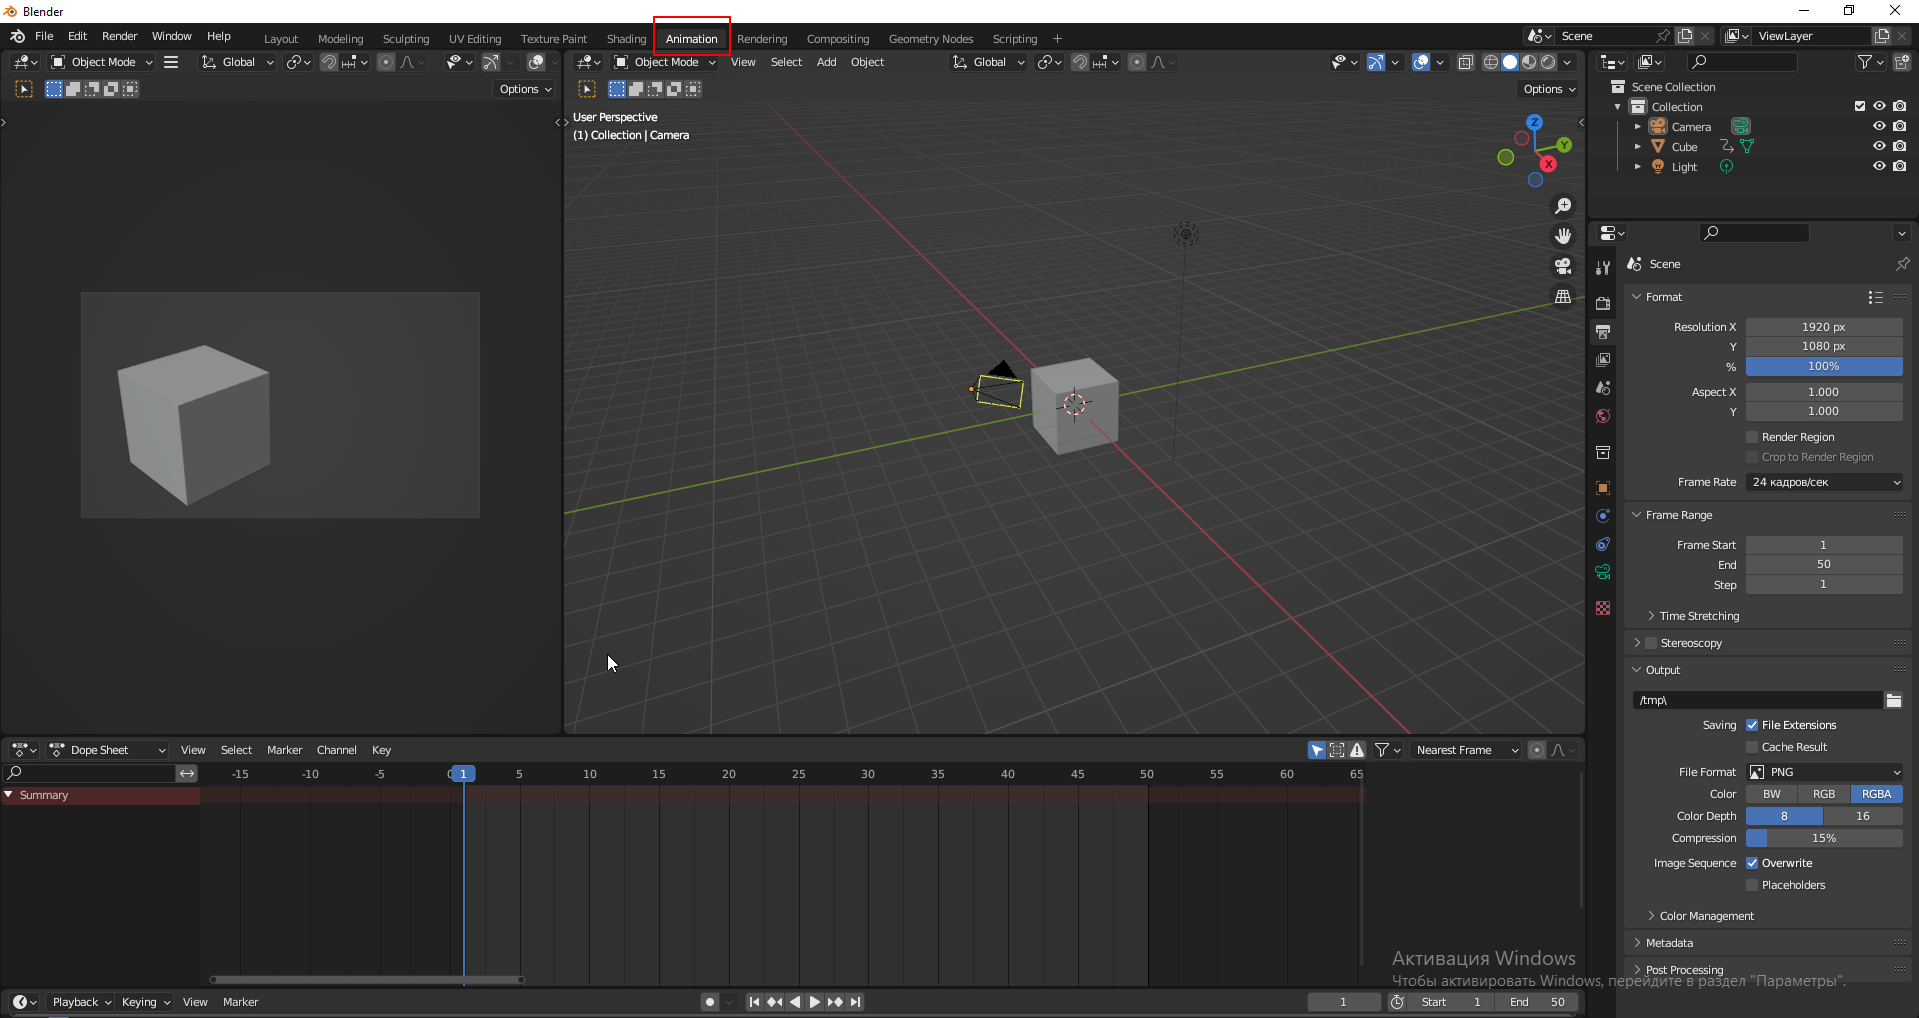 Blender
File Edit Render Window Help Layout Modeling Sculpting UV Editing Texture Paint Shading Animation Rendering Compositing Geometry Nodes Scripting + Scene ViewLayer
Object Mode Global
Options
Object Mode View Select Add Object Global
Options
User Perspective
(1) Collection | Camera
Z
Y
X
Scene Collection
Collection
Camera
Cube
Light
Scene
Format
Resolution X 1920 px
Y 1080 px
% 100%
Aspect X 1.000
Y 1.000
Render Region
Crop to Render Region
Frame Rate 24 кадров/сек
Frame Range
Frame Start 1
End 50
Step 1
Time Stretching
Stereoscopy
Output
/tmp\
Saving File Extensions
Cache Result
File Format PNG
Color BW RGB RGBA
Color Depth 8 16
Compression 15%
Image Sequence Overwrite
Placeholders
Color Management
Metadata
Post Processing
Dope Sheet View Select Marker Channel Key Nearest Frame
-15 -10 -5 0 1 5 10 15 20 25 30 35 40 45 50 55 60 65
Summary
Активация Windows
Чтобы активировать Windows, перейдите в раздел "Параметры".
Playback Keying View Marker 1 Start 1 End 50